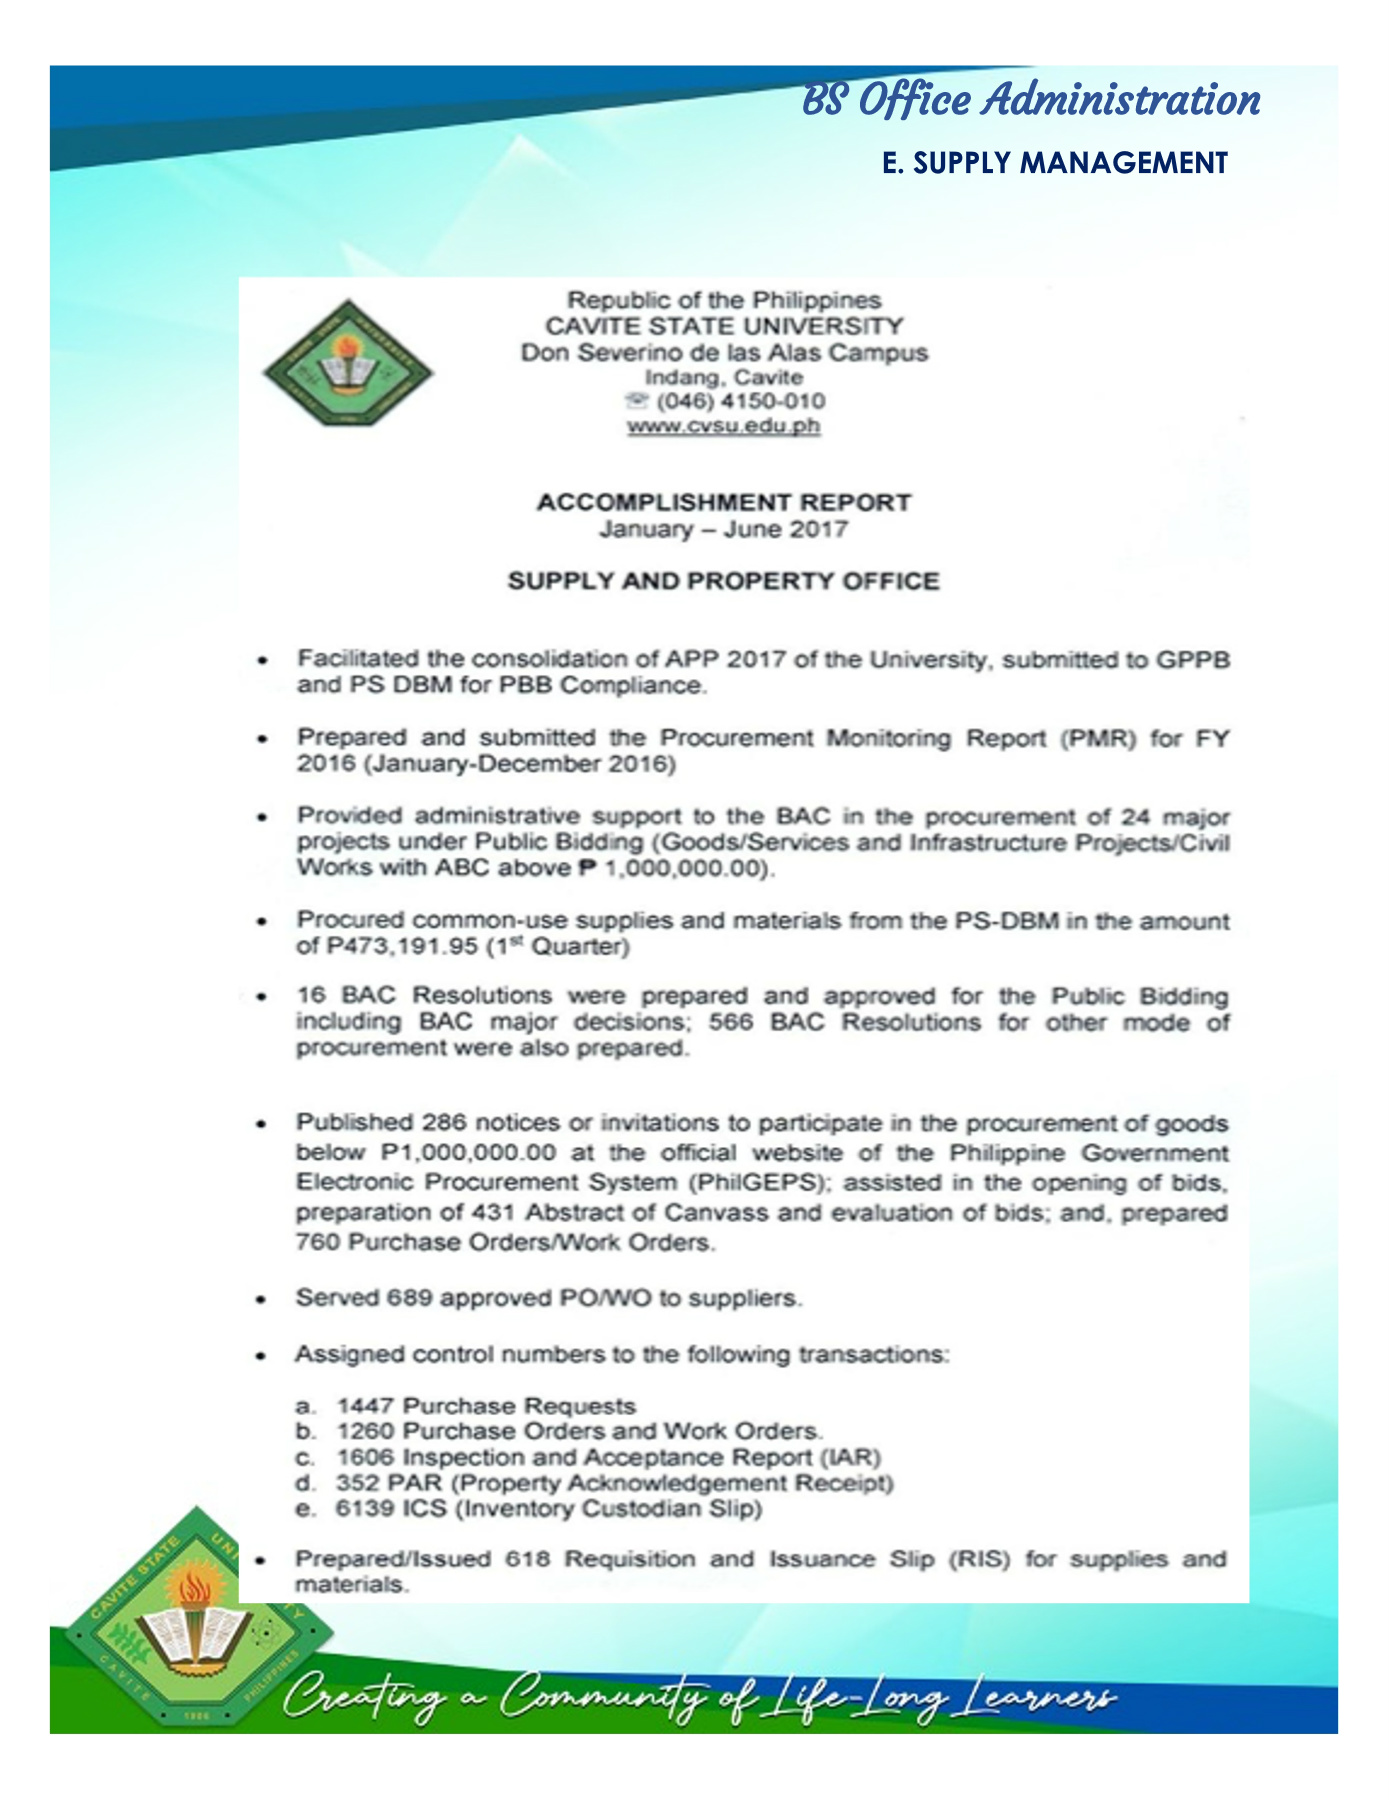 BS Office Administration
E. SUPPLY MANAGEMENT
Republic of the Philippines
CAVITE STATE UNIVERSITY
Don Severino de las Alas Campus
Indang, Cavite
☏ (046) 4150-010
www.cvsu.edu.ph
ACCOMPLISHMENT REPORT
January – June 2017
SUPPLY AND PROPERTY OFFICE
• Facilitated the consolidation of APP 2017 of the University, submitted to GPPB
and PS DBM for PBB Compliance.
• Prepared and submitted the Procurement Monitoring Report (PMR) for FY
2016 (January-December 2016)
• Provided administrative support to the BAC in the procurement of 24 major
projects under Public Bidding (Goods/Services and Infrastructure Projects/Civil
Works with ABC above ₱ 1,000,000.00).
• Procured common-use supplies and materials from the PS-DBM in the amount
of P473,191.95 (1st Quarter)
• 16 BAC Resolutions were prepared and approved for the Public Bidding
including BAC major decisions; 566 BAC Resolutions for other mode of
procurement were also prepared.
• Published 286 notices or invitations to participate in the procurement of goods
below P1,000,000.00 at the official website of the Philippine Government
Electronic Procurement System (PhilGEPS); assisted in the opening of bids,
preparation of 431 Abstract of Canvass and evaluation of bids; and, prepared
760 Purchase Orders/Work Orders.
• Served 689 approved PO/WO to suppliers.
• Assigned control numbers to the following transactions:
a. 1447 Purchase Requests
b. 1260 Purchase Orders and Work Orders.
c. 1606 Inspection and Acceptance Report (IAR)
d. 352 PAR (Property Acknowledgement Receipt)
e. 6139 ICS (Inventory Custodian Slip)
• Prepared/Issued 618 Requisition and Issuance Slip (RIS) for supplies and
materials.
CAVITE STATE UNI
TY
CAVITE
PHILIPPINES
1906
Creating a Community of Life-Long Learners